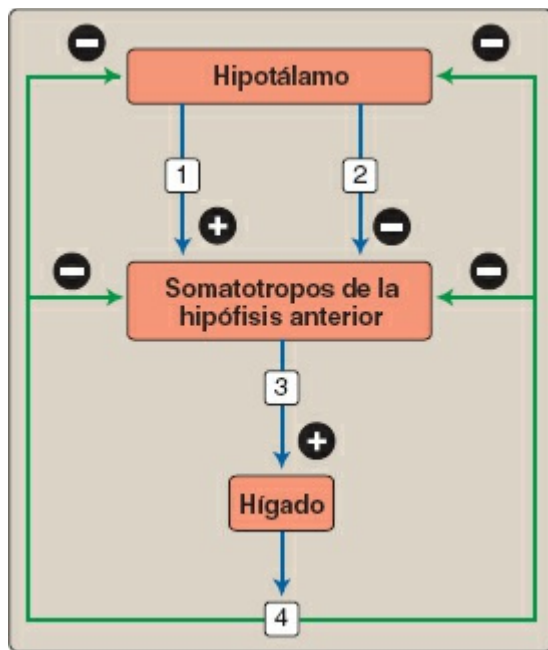 Hipotálamo
1
2
Somatotropos de la
hipófisis anterior
3
Hígado
4